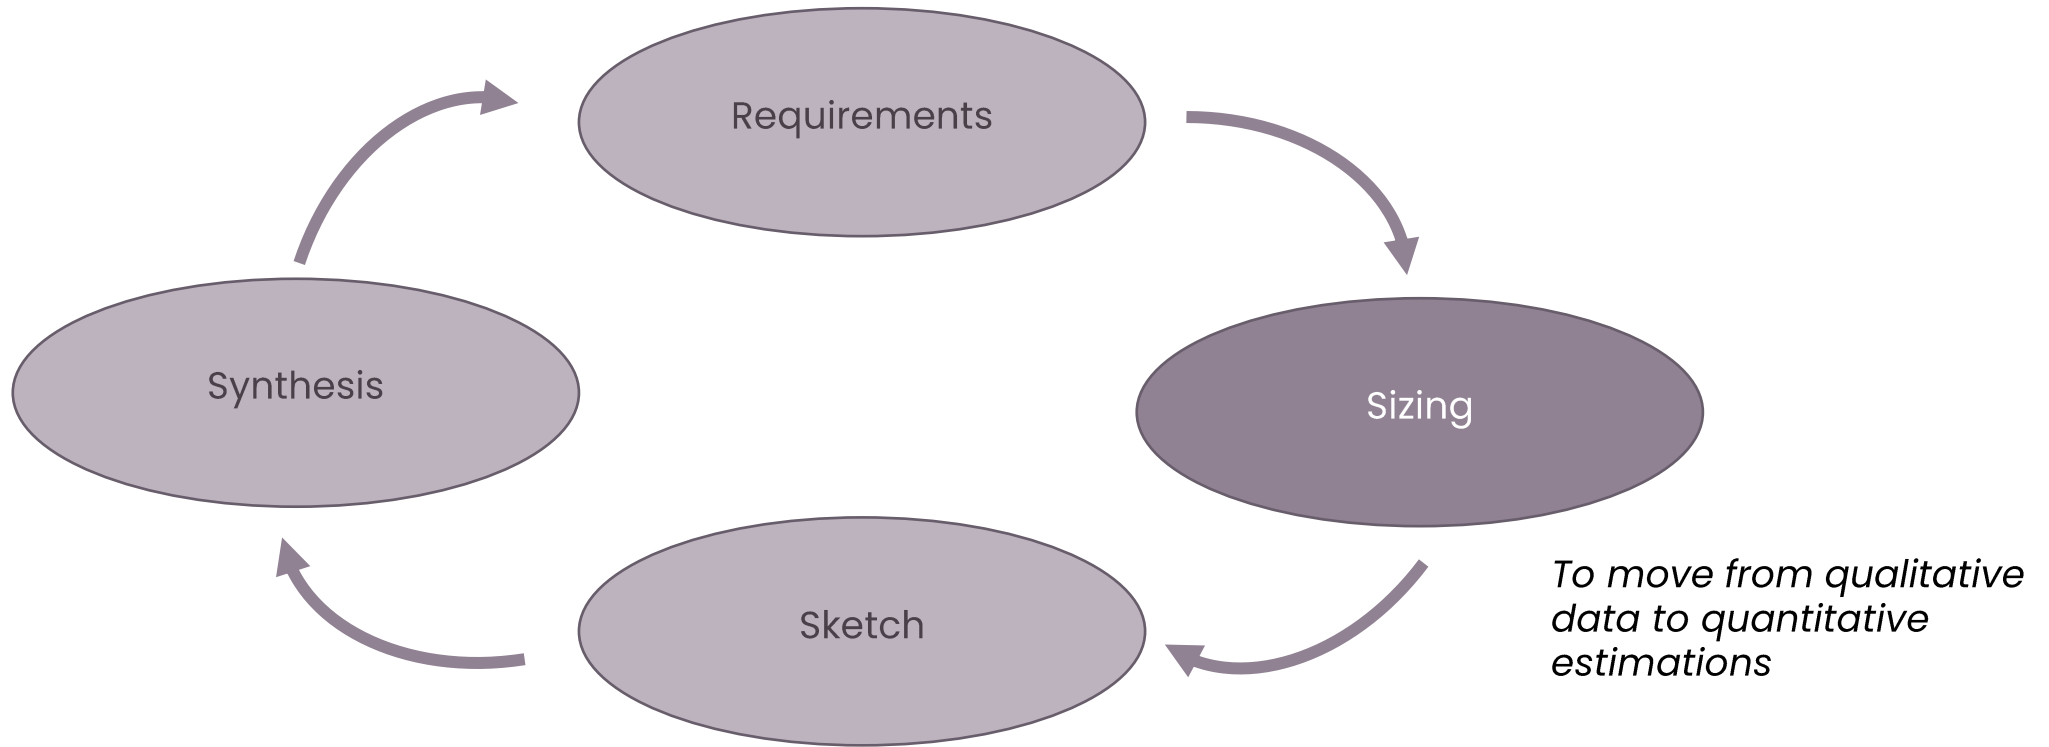 Requirements
Synthesis
Sizing
Sketch
To move from qualitative
data to quantitative
estimations